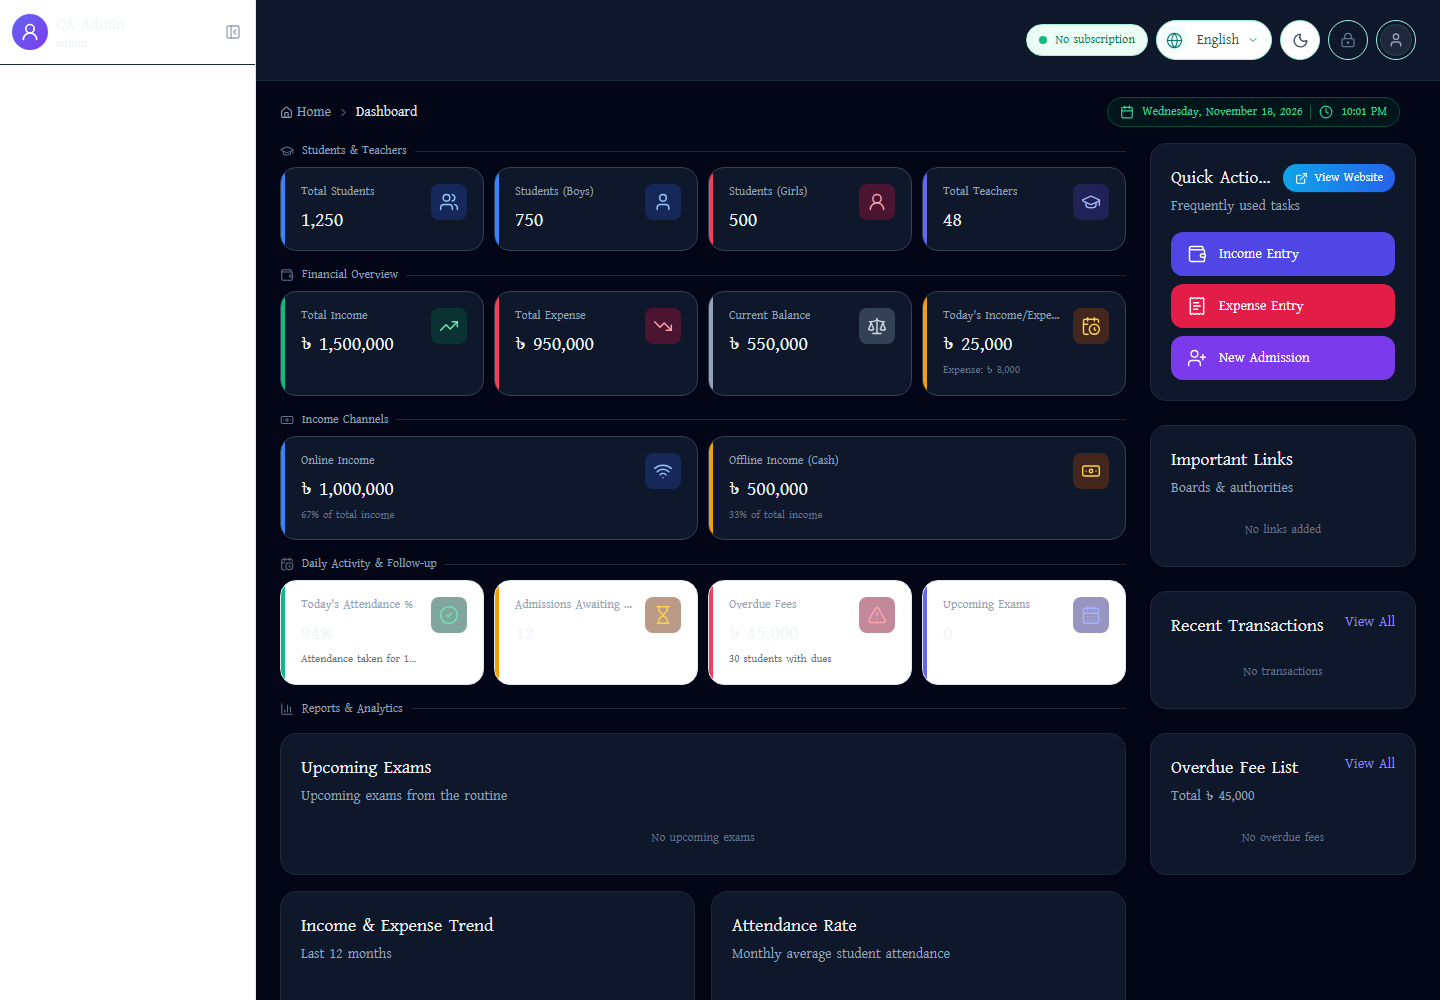 QA Admin
admin
No subscription
English
Home > Dashboard
Wednesday, November 18, 2026 | 10:01 PM
Students & Teachers
Total Students
1,250
Students (Boys)
750
Students (Girls)
500
Total Teachers
48
Financial Overview
Total Income
৳ 1,500,000
Total Expense
৳ 950,000
Current Balance
৳ 550,000
Today's Income/Expe...
৳ 25,000
Expense: ৳ 8,000
Income Channels
Online Income
৳ 1,000,000
67% of total income
Offline Income (Cash)
৳ 500,000
33% of total income
Daily Activity & Follow-up
Today's Attendance %
94%
Attendance taken for 1...
Admissions Awaiting ...
12
Overdue Fees
৳ 45,000
30 students with dues
Upcoming Exams
0
Reports & Analytics
Upcoming Exams
Upcoming exams from the routine
No upcoming exams
Income & Expense Trend
Last 12 months
Attendance Rate
Monthly average student attendance
Quick Actio...
View Website
Frequently used tasks
Income Entry
Expense Entry
New Admission
Important Links
Boards & authorities
No links added
Recent Transactions
View All
No transactions
Overdue Fee List
View All
Total ৳ 45,000
No overdue fees